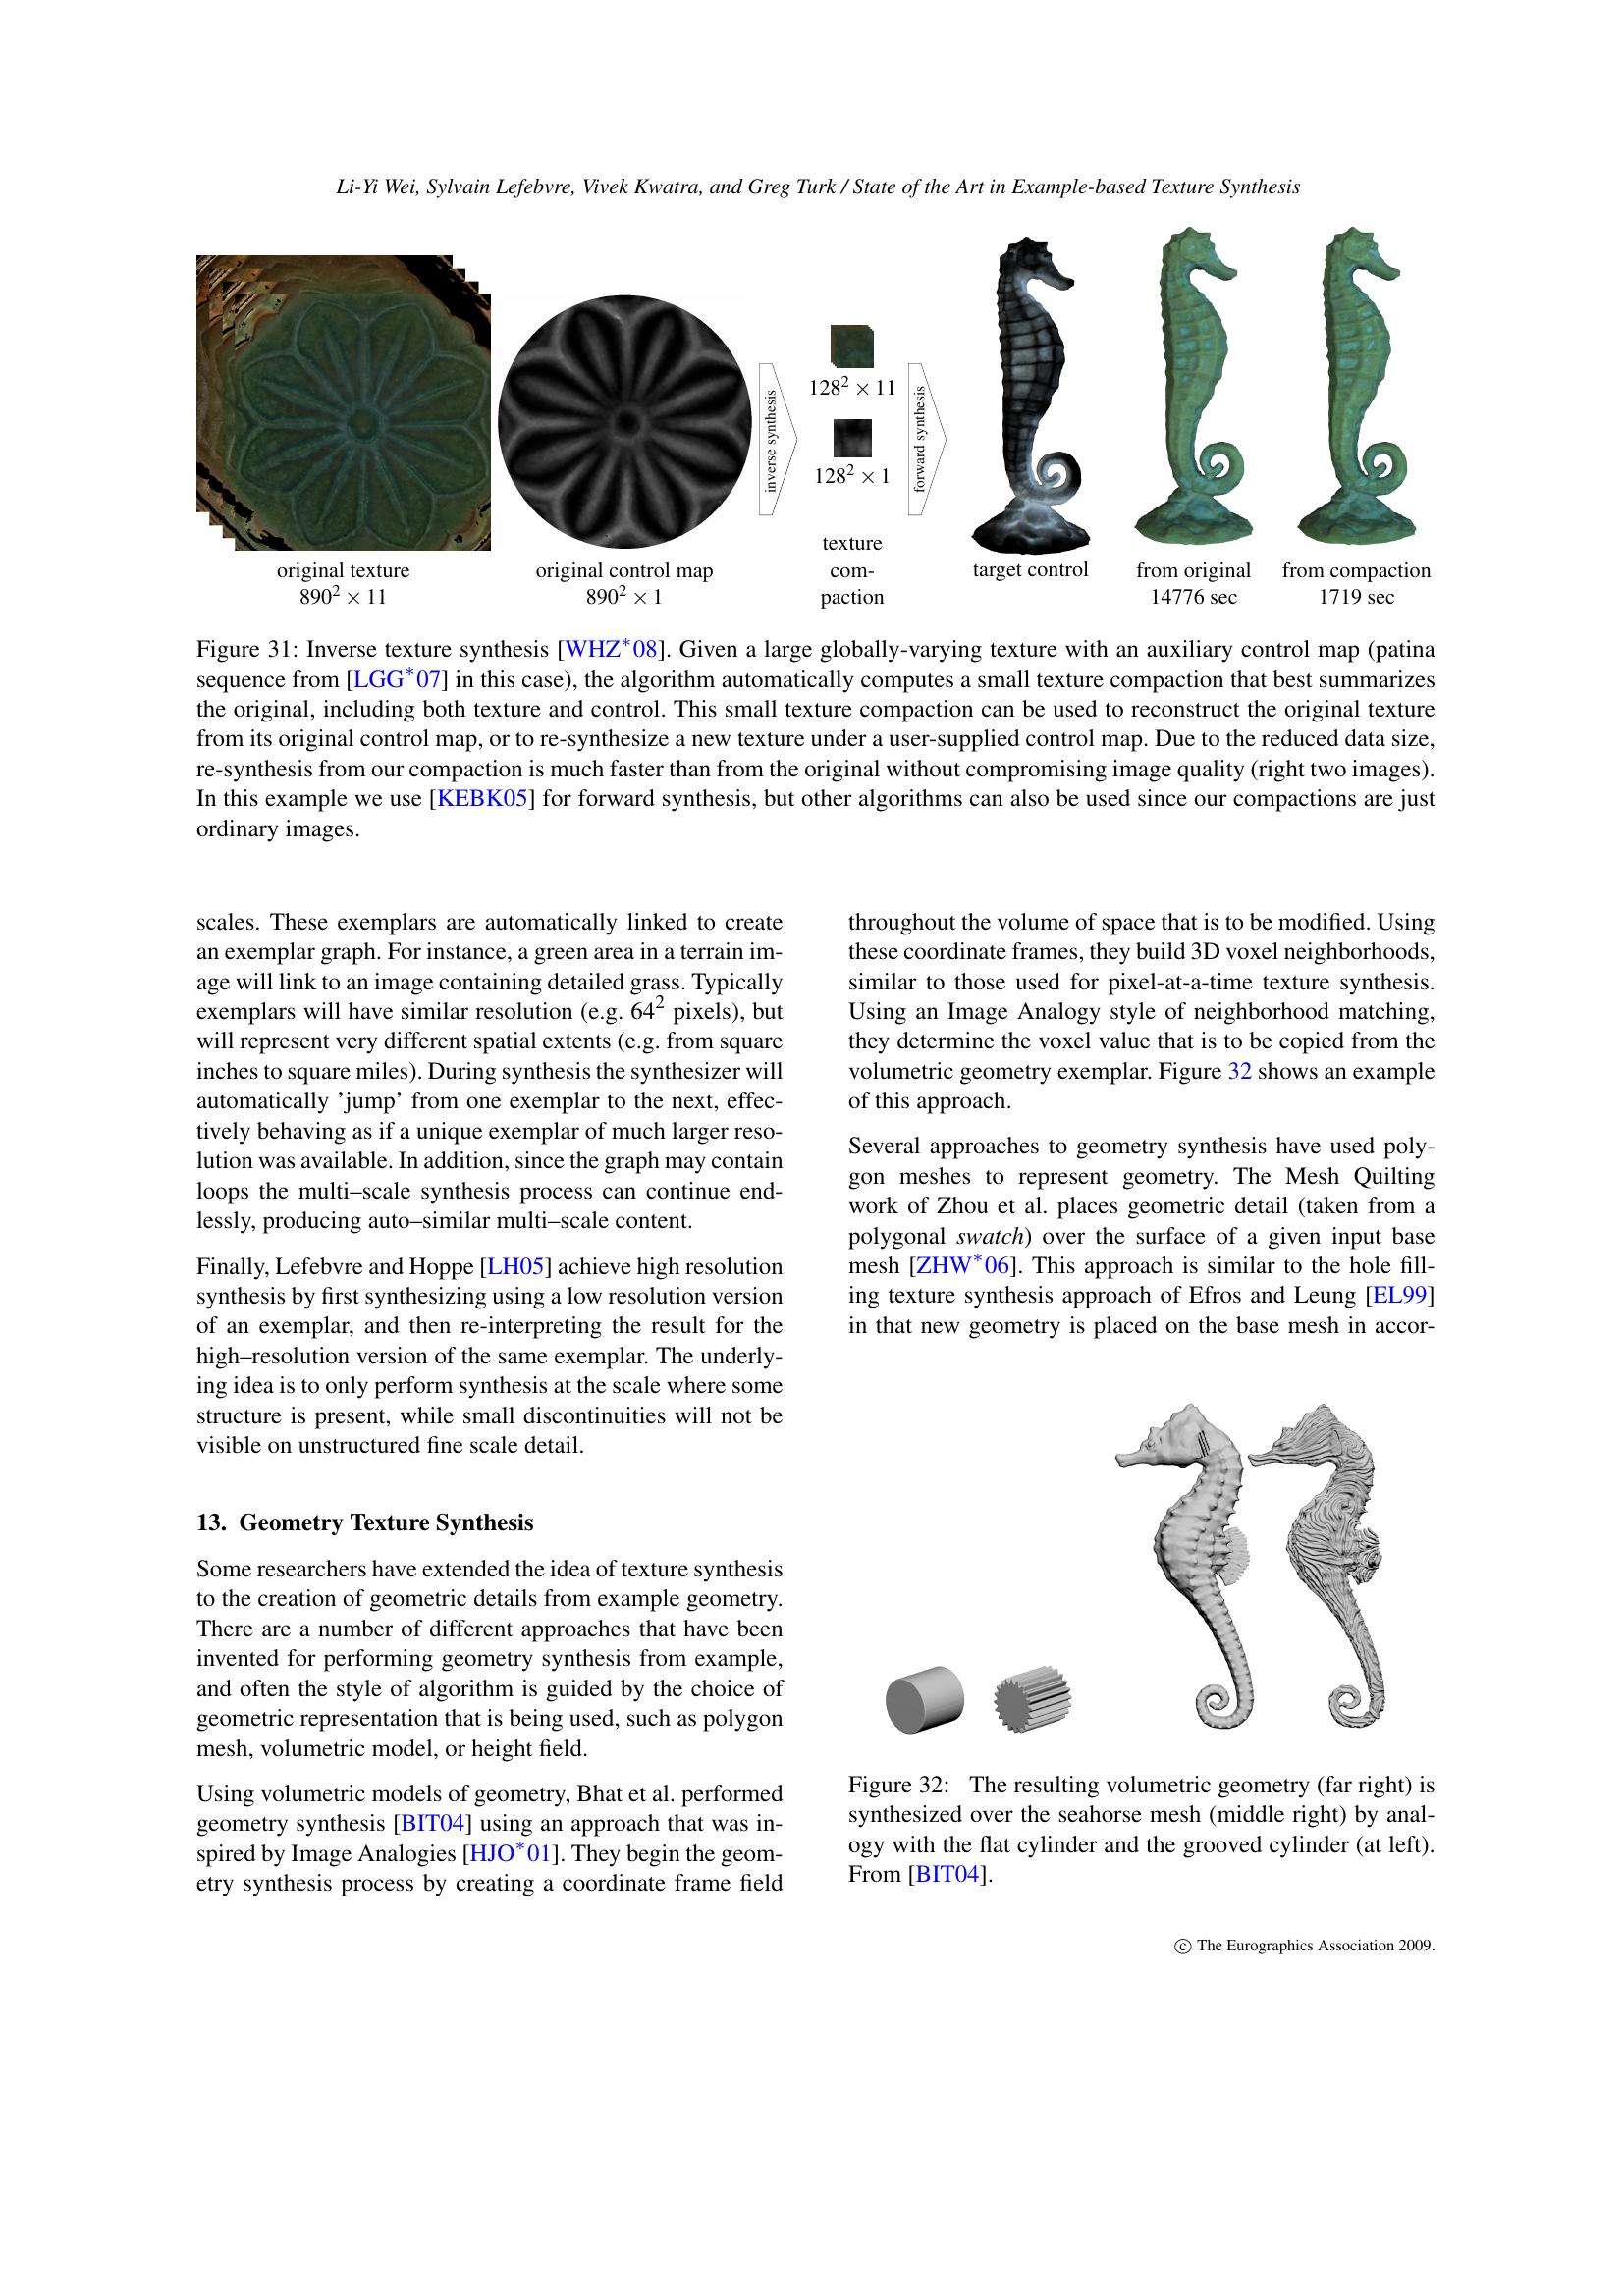 Li-Yi Wei, Sylvain Lefebvre, Vivek Kwatra, and Greg Turk / State of the Art in Example-based Texture Synthesis
original texture
890² × 11
original control map
890² × 1
inverse synthesis
128² × 11
128² × 1
texture
com-
paction
forward synthesis
target control
from original
14776 sec
from compaction
1719 sec
Figure 31: Inverse texture synthesis [WHZ*08]. Given a large globally-varying texture with an auxiliary control map (patina
sequence from [LGG*07] in this case), the algorithm automatically computes a small texture compaction that best summarizes
the original, including both texture and control. This small texture compaction can be used to reconstruct the original texture
from its original control map, or to re-synthesize a new texture under a user-supplied control map. Due to the reduced data size,
re-synthesis from our compaction is much faster than from the original without compromising image quality (right two images).
In this example we use [KEBK05] for forward synthesis, but other algorithms can also be used since our compactions are just
ordinary images.
scales. These exemplars are automatically linked to create
an exemplar graph. For instance, a green area in a terrain im-
age will link to an image containing detailed grass. Typically
exemplars will have similar resolution (e.g. 64² pixels), but
will represent very different spatial extents (e.g. from square
inches to square miles). During synthesis the synthesizer will
automatically ’jump’ from one exemplar to the next, effec-
tively behaving as if a unique exemplar of much larger reso-
lution was available. In addition, since the graph may contain
loops the multi–scale synthesis process can continue end-
lessly, producing auto–similar multi–scale content.
Finally, Lefebvre and Hoppe [LH05] achieve high resolution
synthesis by first synthesizing using a low resolution version
of an exemplar, and then re-interpreting the result for the
high–resolution version of the same exemplar. The underly-
ing idea is to only perform synthesis at the scale where some
structure is present, while small discontinuities will not be
visible on unstructured fine scale detail.
13. Geometry Texture Synthesis
Some researchers have extended the idea of texture synthesis
to the creation of geometric details from example geometry.
There are a number of different approaches that have been
invented for performing geometry synthesis from example,
and often the style of algorithm is guided by the choice of
geometric representation that is being used, such as polygon
mesh, volumetric model, or height field.
Using volumetric models of geometry, Bhat et al. performed
geometry synthesis [BIT04] using an approach that was in-
spired by Image Analogies [HJO*01]. They begin the geom-
etry synthesis process by creating a coordinate frame field
throughout the volume of space that is to be modified. Using
these coordinate frames, they build 3D voxel neighborhoods,
similar to those used for pixel-at-a-time texture synthesis.
Using an Image Analogy style of neighborhood matching,
they determine the voxel value that is to be copied from the
volumetric geometry exemplar. Figure 32 shows an example
of this approach.
Several approaches to geometry synthesis have used poly-
gon meshes to represent geometry. The Mesh Quilting
work of Zhou et al. places geometric detail (taken from a
polygonal swatch) over the surface of a given input base
mesh [ZHW*06]. This approach is similar to the hole fill-
ing texture synthesis approach of Efros and Leung [EL99]
in that new geometry is placed on the base mesh in accor-
Figure 32: The resulting volumetric geometry (far right) is
synthesized over the seahorse mesh (middle right) by anal-
ogy with the flat cylinder and the grooved cylinder (at left).
From [BIT04].
© The Eurographics Association 2009.